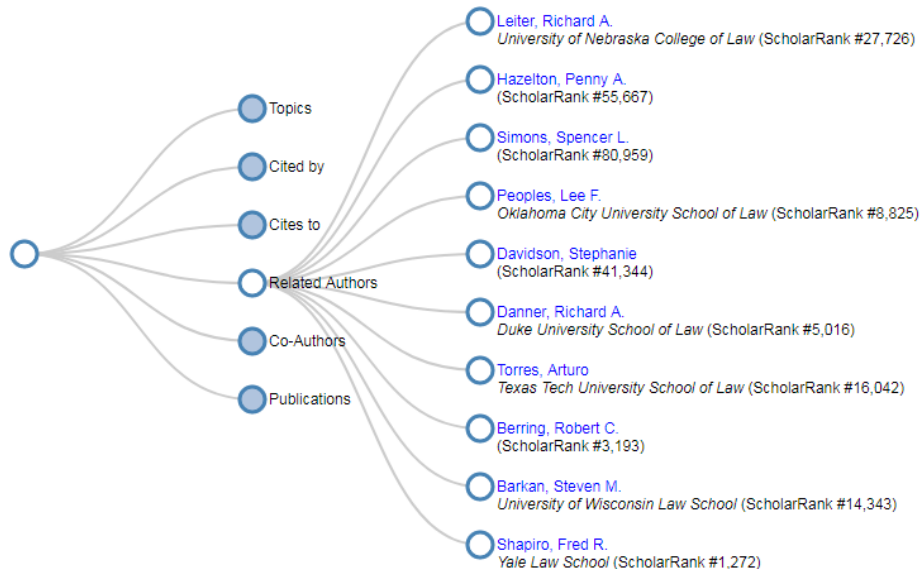 Topics
Cited by
Cites to
Related Authors
Co-Authors
Publications
Leiter, Richard A.
University of Nebraska College of Law (ScholarRank #27,726)
Hazelton, Penny A.
(ScholarRank #55,667)
Simons, Spencer L.
(ScholarRank #80,959)
Peoples, Lee F.
Oklahoma City University School of Law (ScholarRank #8,825)
Davidson, Stephanie
(ScholarRank #41,344)
Danner, Richard A.
Duke University School of Law (ScholarRank #5,016)
Torres, Arturo
Texas Tech University School of Law (ScholarRank #16,042)
Berring, Robert C.
(ScholarRank #3,193)
Barkan, Steven M.
University of Wisconsin Law School (ScholarRank #14,343)
Shapiro, Fred R.
Yale Law School (ScholarRank #1,272)